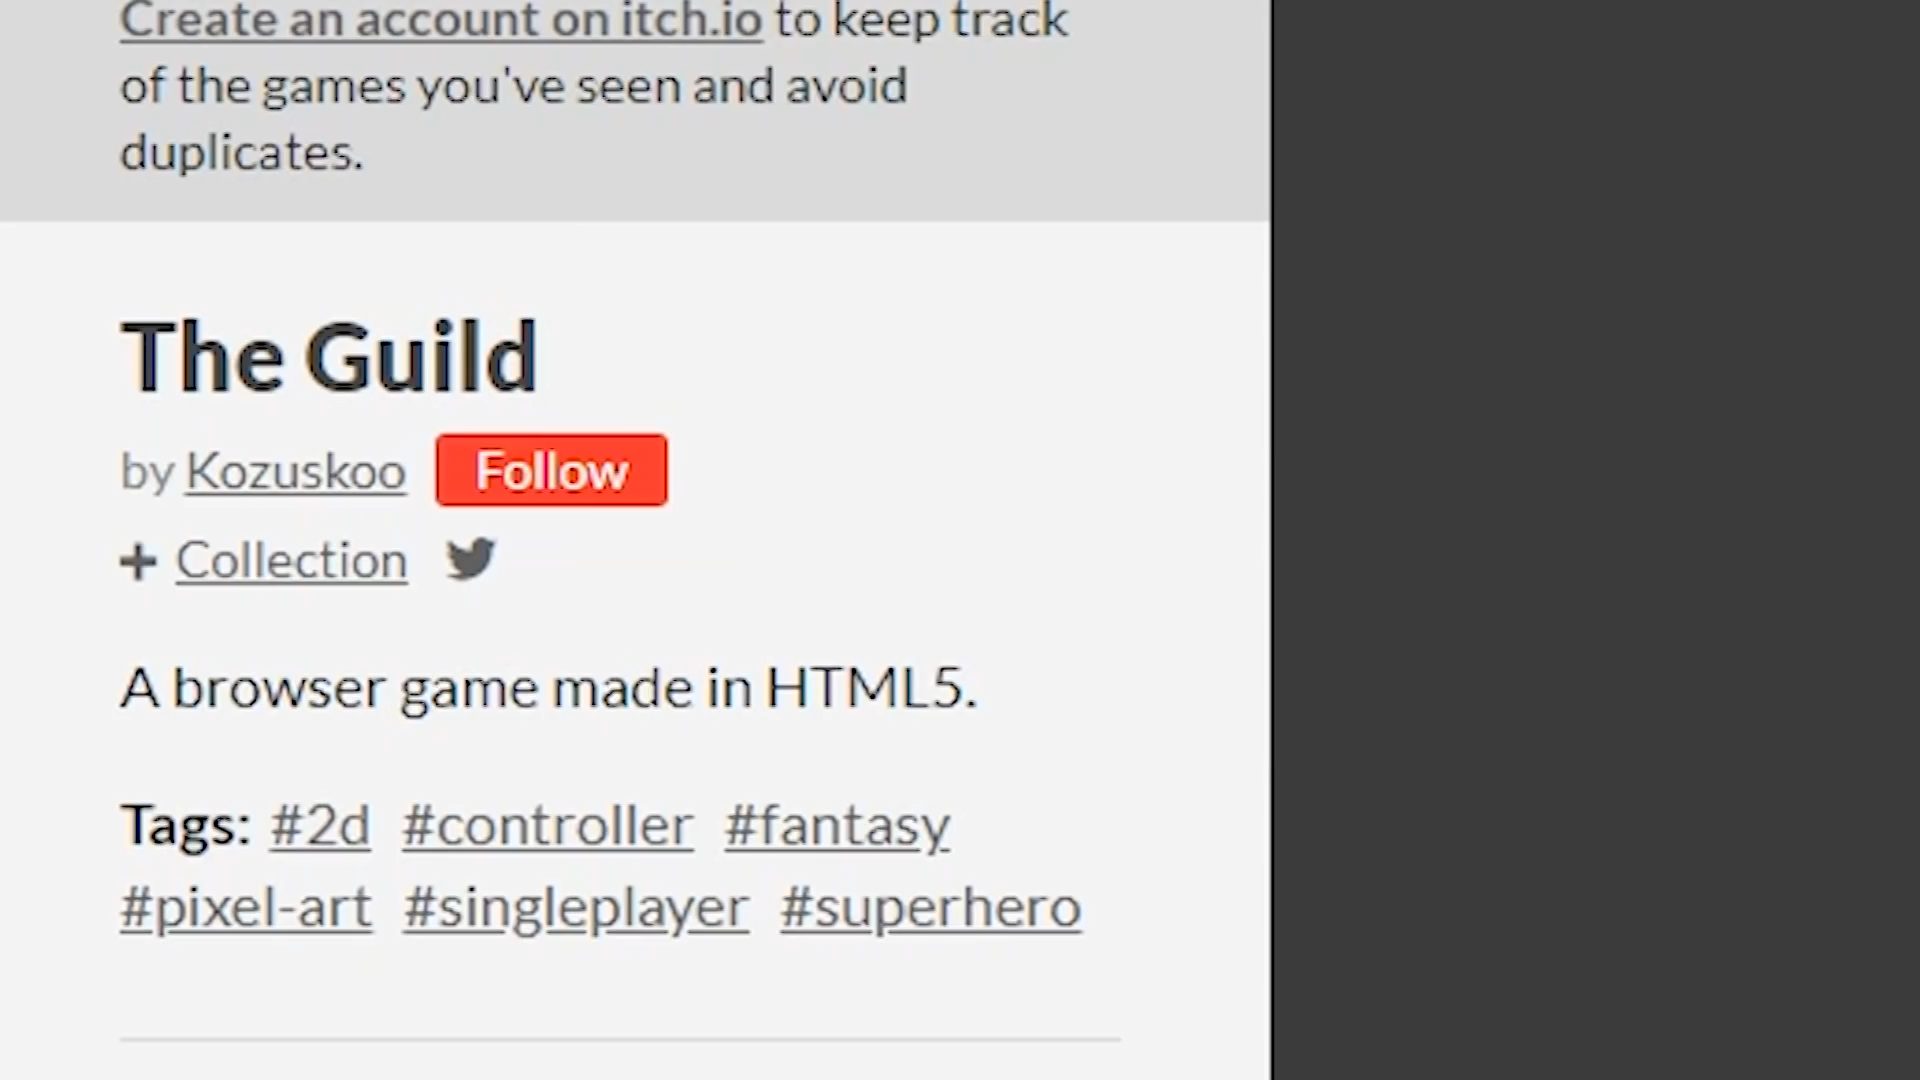 Create an account on itch.io to keep track
of the games you've seen and avoid
duplicates.
The Guild
by Kozuskoo Follow
+ Collection
A browser game made in HTML5.
Tags: #2d #controller #fantasy
#pixel-art #singleplayer #superhero